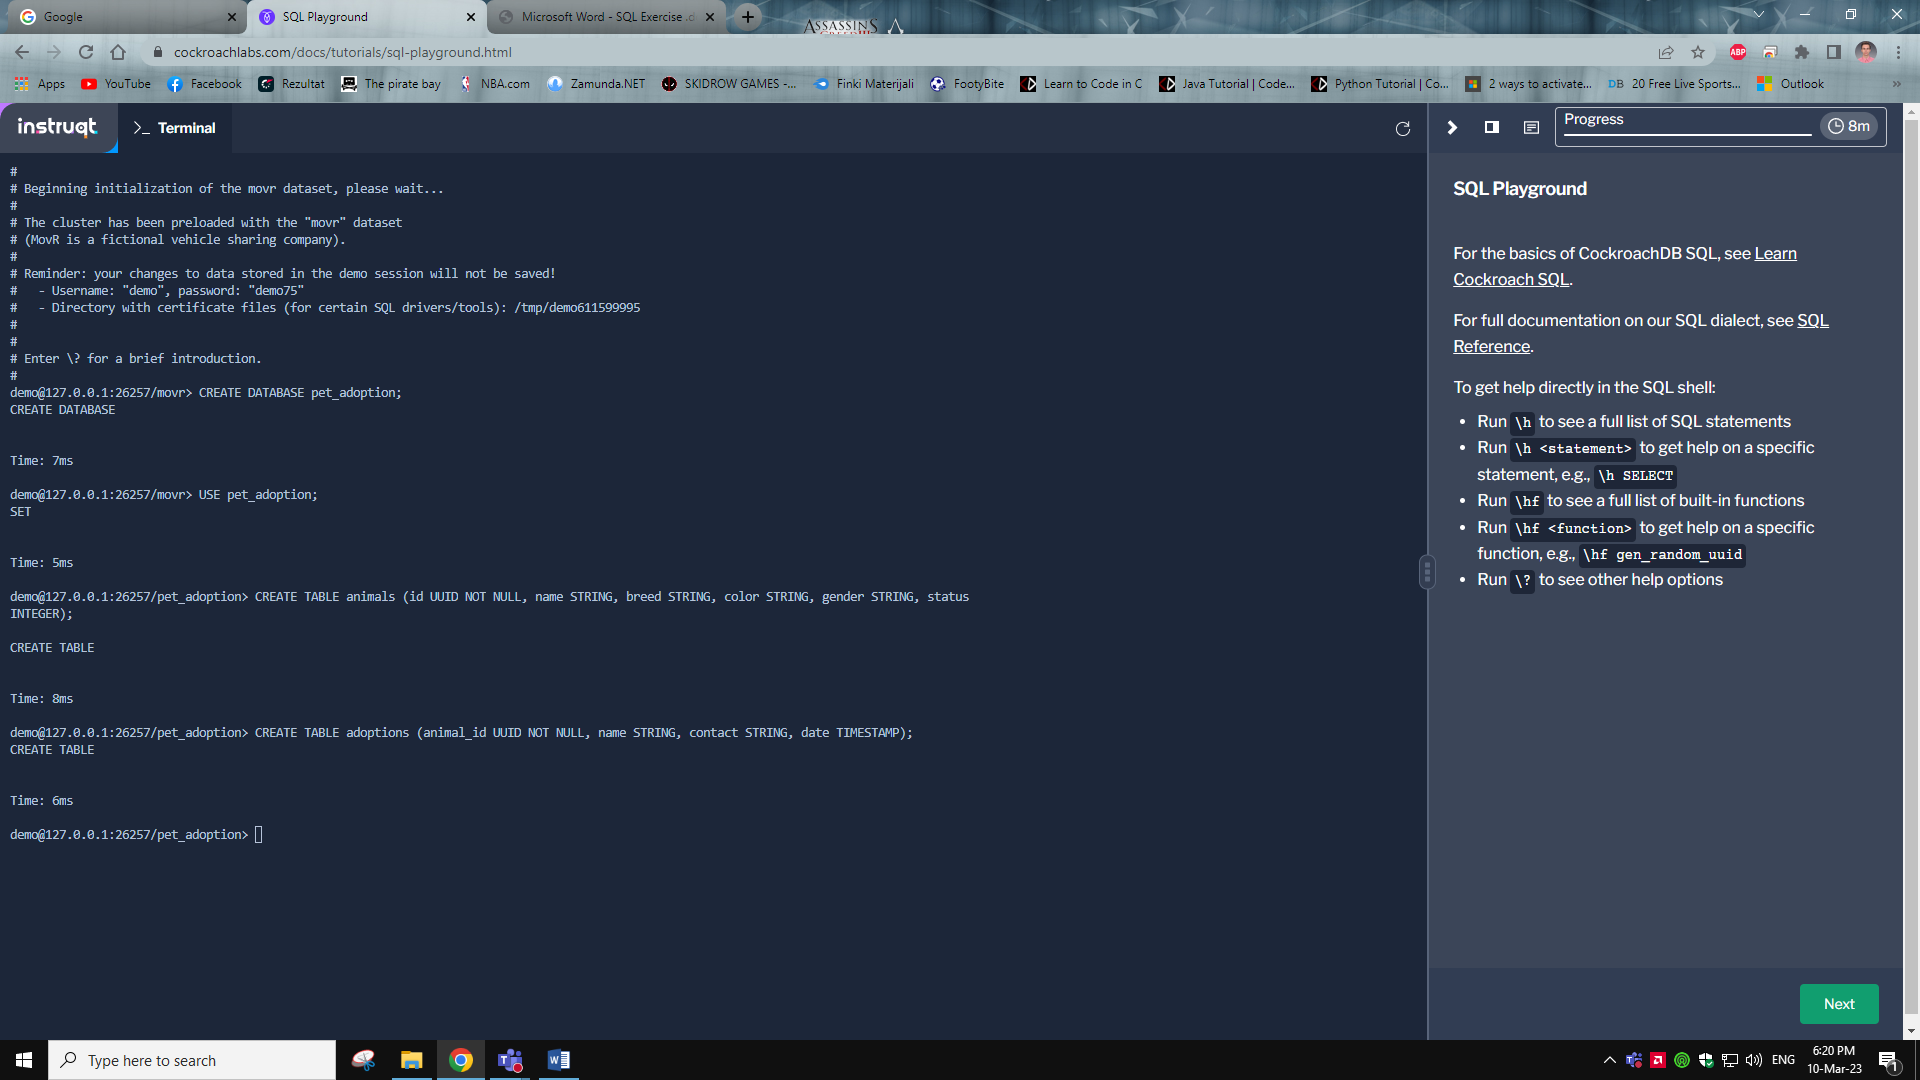 Google
SQL Playground
Microsoft Word - SQL Exercise .d
ASSASSINS
cockroachlabs.com/docs/tutorials/sql-playground.html
ABP
Apps
YouTube
Facebook
Rezultat
The pirate bay
NBA.com
Zamunda.NET
SKIDROW GAMES -...
Finki Materijali
FootyBite
Learn to Code in C
Java Tutorial | Code...
Python Tutorial | Co...
2 ways to activate...
DB 20 Free Live Sports...
Outlook
»
instruqt
>_ Terminal
Progress
8m
#
# Beginning initialization of the movr dataset, please wait...
#
# The cluster has been preloaded with the "movr" dataset
# (MovR is a fictional vehicle sharing company).
#
# Reminder: your changes to data stored in the demo session will not be saved!
#   - Username: "demo", password: "demo75"
#   - Directory with certificate files (for certain SQL drivers/tools): /tmp/demo611599995
#
#
# Enter \? for a brief introduction.
#
demo@127.0.0.1:26257/movr> CREATE DATABASE pet_adoption;
CREATE DATABASE
Time: 7ms
demo@127.0.0.1:26257/movr> USE pet_adoption;
SET
Time: 5ms
demo@127.0.0.1:26257/pet_adoption> CREATE TABLE animals (id UUID NOT NULL, name STRING, breed STRING, color STRING, gender STRING, status
INTEGER);
CREATE TABLE
Time: 8ms
demo@127.0.0.1:26257/pet_adoption> CREATE TABLE adoptions (animal_id UUID NOT NULL, name STRING, contact STRING, date TIMESTAMP);
CREATE TABLE
Time: 6ms
demo@127.0.0.1:26257/pet_adoption>
SQL Playground
For the basics of CockroachDB SQL, see Learn
Cockroach SQL.
For full documentation on our SQL dialect, see SQL
Reference.
To get help directly in the SQL shell:
• Run \h to see a full list of SQL statements
• Run \h <statement> to get help on a specific
statement, e.g., \h SELECT
• Run \hf to see a full list of built-in functions
• Run \hf <function> to get help on a specific
function, e.g., \hf gen_random_uuid
• Run \? to see other help options
Next
Type here to search
ENG
6:20 PM
10-Mar-23
1